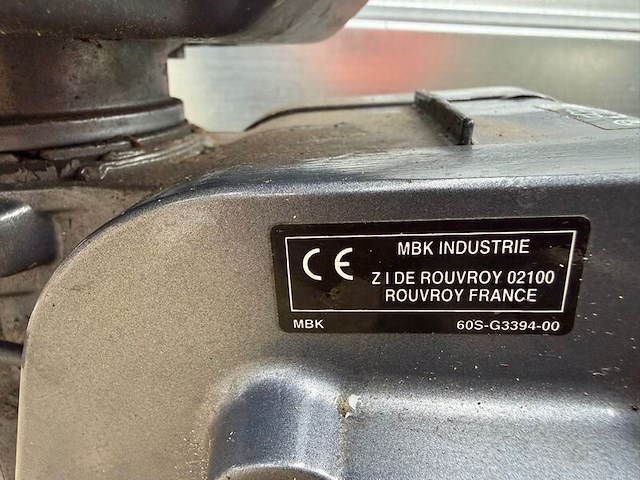 CE
MBK INDUSTRIE
Z I DE ROUVROY 02100
ROUVROY FRANCE
MBK 60S-G3394-00